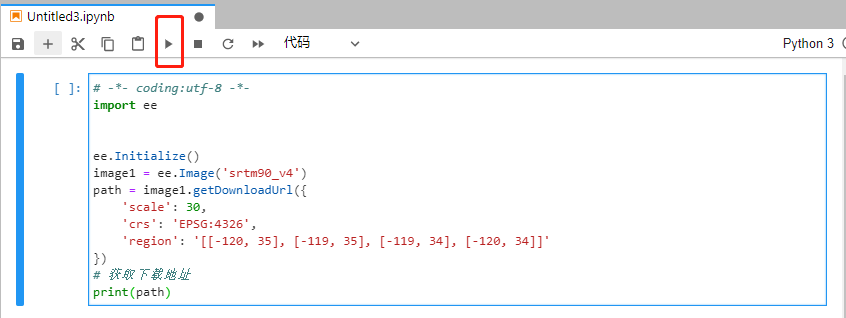 Untitled3.ipynb
代码
Python 3
[ ]:
# -*- coding:utf-8 -*-
import ee
ee.Initialize()
image1 = ee.Image('srtm90_v4')
path = image1.getDownloadUrl({
    'scale': 30,
    'crs': 'EPSG:4326',
    'region': '[[-120, 35], [-119, 35], [-119, 34], [-120, 34]]'
})
# 获取下载地址
print(path)